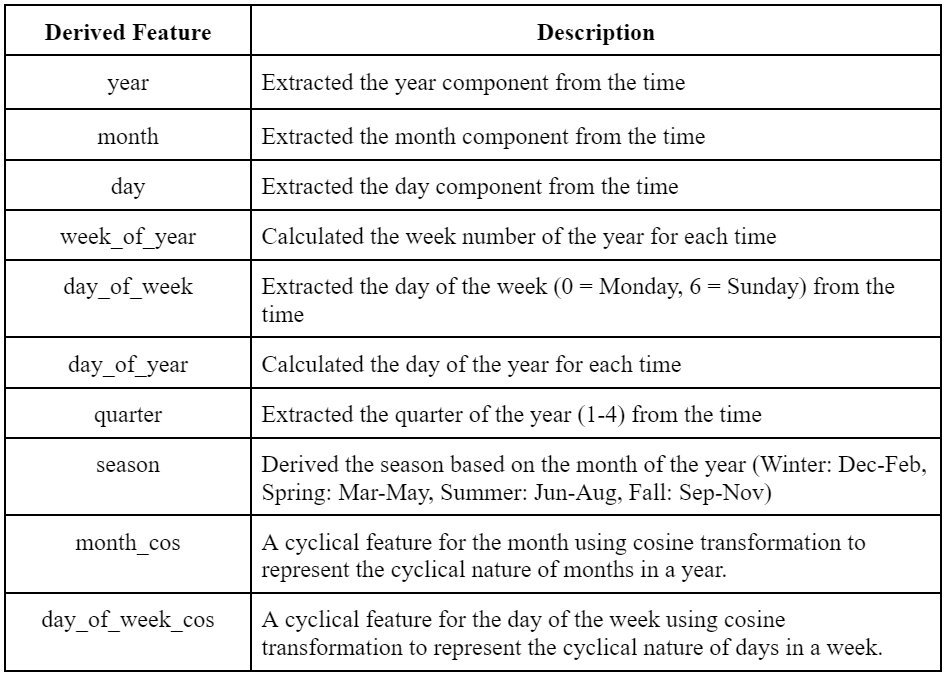 Derived Feature Description
year Extracted the year component from the time
month Extracted the month component from the time
day Extracted the day component from the time
week_of_year Calculated the week number of the year for each time
day_of_week Extracted the day of the week (0 = Monday, 6 = Sunday) from the
time
day_of_year Calculated the day of the year for each time
quarter Extracted the quarter of the year (1-4) from the time
season Derived the season based on the month of the year (Winter: Dec-Feb,
Spring: Mar-May, Summer: Jun-Aug, Fall: Sep-Nov)
month_cos A cyclical feature for the month using cosine transformation to
represent the cyclical nature of months in a year.
day_of_week_cos A cyclical feature for the day of the week using cosine
transformation to represent the cyclical nature of days in a week.